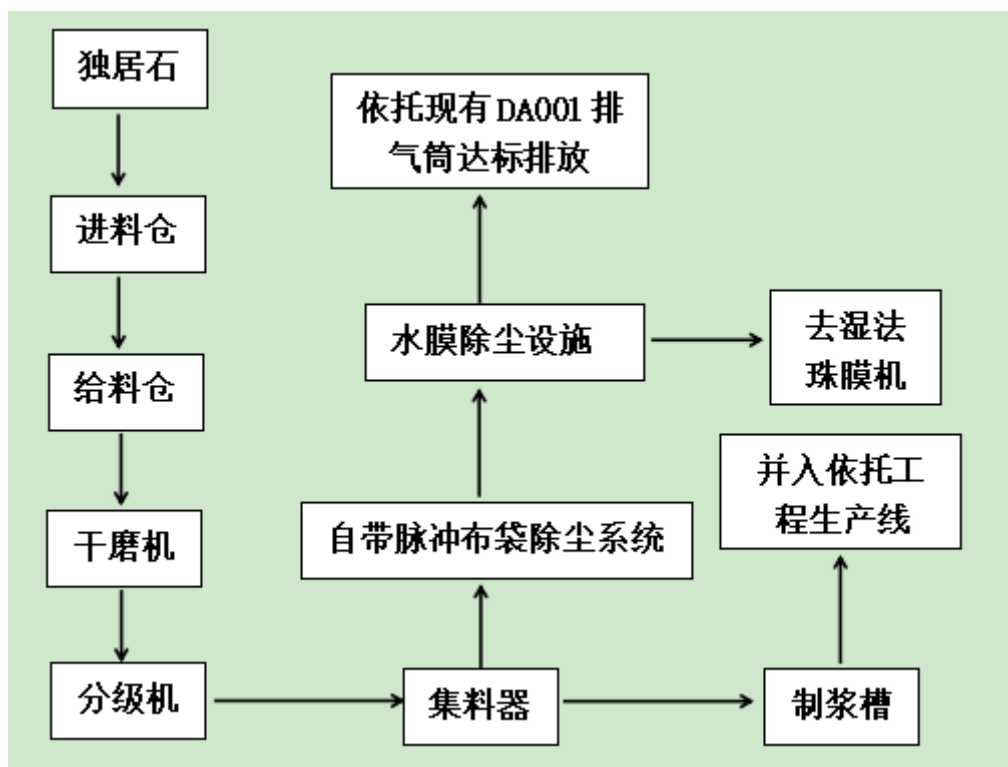 独居石
进料仓
给料仓
干磨机
分级机
依托现有DA001排
气筒达标排放
水膜除尘设施
去湿法
珠膜机
自带脉冲布袋除尘系统
并入依托工
程生产线
集料器
制浆槽